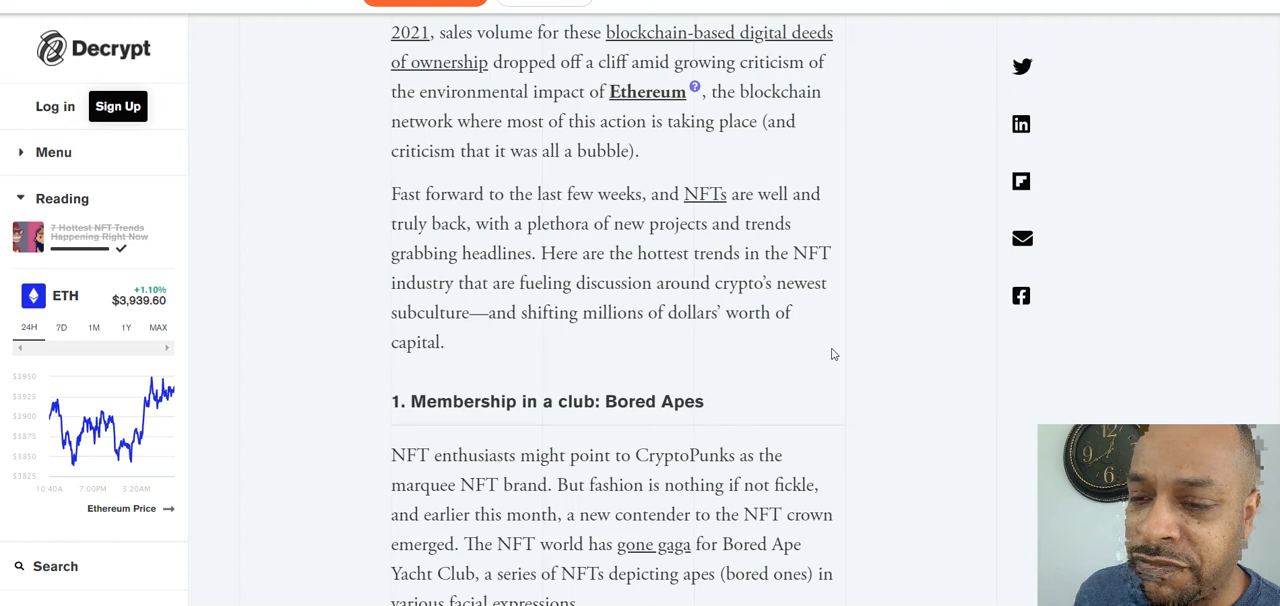 Decrypt
Log in
Sign Up
Menu
Reading
7 Hottest NFT Trends
Happening Right Now
ETH
+1.10%
$3,939.60
24H 7D 1M 1Y MAX
$3950
$3925
$3900
$3875
$3850
$3825
10:40A 7:00PM 3:20AM
Ethereum Price
Search
2021, sales volume for these blockchain-based digital deeds
of ownership dropped off a cliff amid growing criticism of
the environmental impact of Ethereum ?, the blockchain
network where most of this action is taking place (and
criticism that it was all a bubble).
Fast forward to the last few weeks, and NFTs are well and
truly back, with a plethora of new projects and trends
grabbing headlines. Here are the hottest trends in the NFT
industry that are fueling discussion around crypto’s newest
subculture—and shifting millions of dollars’ worth of
capital.
1. Membership in a club: Bored Apes
NFT enthusiasts might point to CryptoPunks as the
marquee NFT brand. But fashion is nothing if not fickle,
and earlier this month, a new contender to the NFT crown
emerged. The NFT world has gone gaga for Bored Ape
Yacht Club, a series of NFTs depicting apes (bored ones) in
various facial expressions.
12
9
6